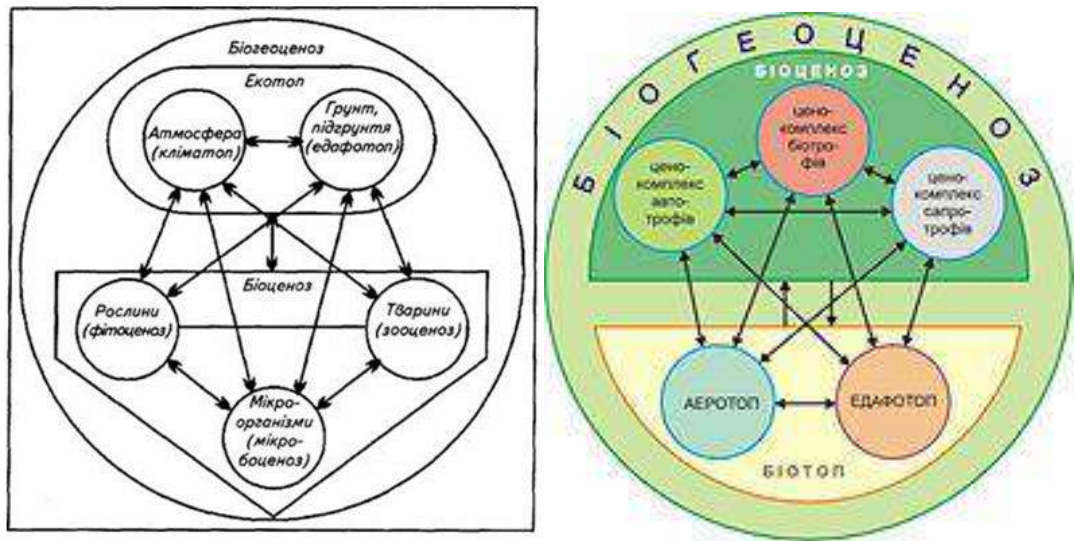 Біогеоценоз
Екотоп
Атмосфера
(кліматоп)
Грунт,
підгрунтя
(едафотоп)
Біоценоз
Рослини
(фітоценоз)
Тварини
(зооценоз)
Мікро-
організми
(мікро-
боценоз)
БІОГЕОЦЕНОЗ
БІОЦЕНОЗ
цено-
комплекс
біотро-
фів
цено-
комплекс
авто-
трофів
цено-
комплекс
сапро-
трофів
АЕРОТОП
ЕДАФОТОП
БІОТОП